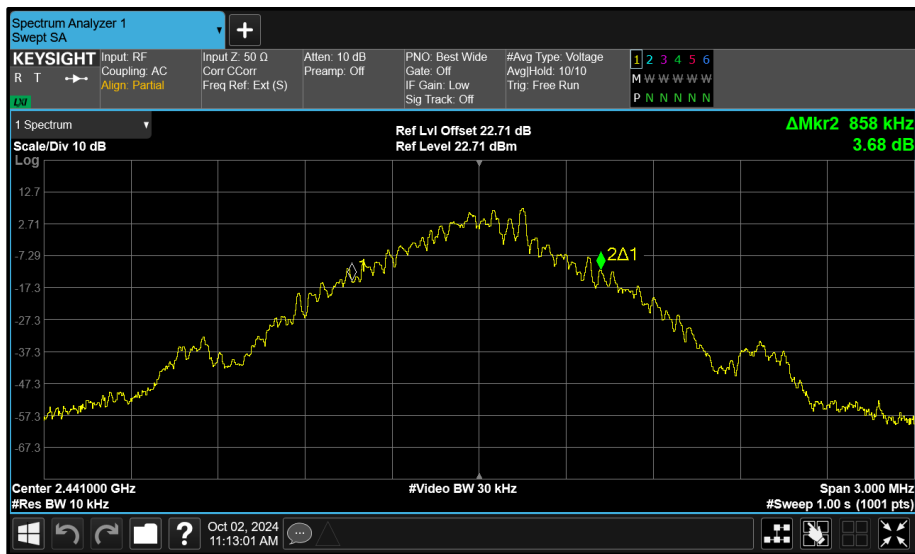 Spectrum Analyzer 1
Swept SA
+
KEYSIGHT
R T
LXI
Input: RF
Coupling: AC
Align: Partial
Input Z: 50 Ω
Corr CCorr
Freq Ref: Ext (S)
Atten: 10 dB
Preamp: Off
PNO: Best Wide
Gate: Off
IF Gain: Low
Sig Track: Off
#Avg Type: Voltage
Avg|Hold: 10/10
Trig: Free Run
1 2 3 4 5 6
M W W W W W
P N N N N N
1 Spectrum
Scale/Div 10 dB
Ref Lvl Offset 22.71 dB
Ref Level 22.71 dBm
ΔMkr2 858 kHz
3.68 dB
Log
12.7
2.71
-7.29
-17.3
-27.3
-37.3
-47.3
-57.3
-67.3
1
2Δ1
Center 2.441000 GHz
#Res BW 10 kHz
#Video BW 30 kHz
Span 3.000 MHz
#Sweep 1.00 s (1001 pts)
?
Oct 02, 2024
11:13:01 AM